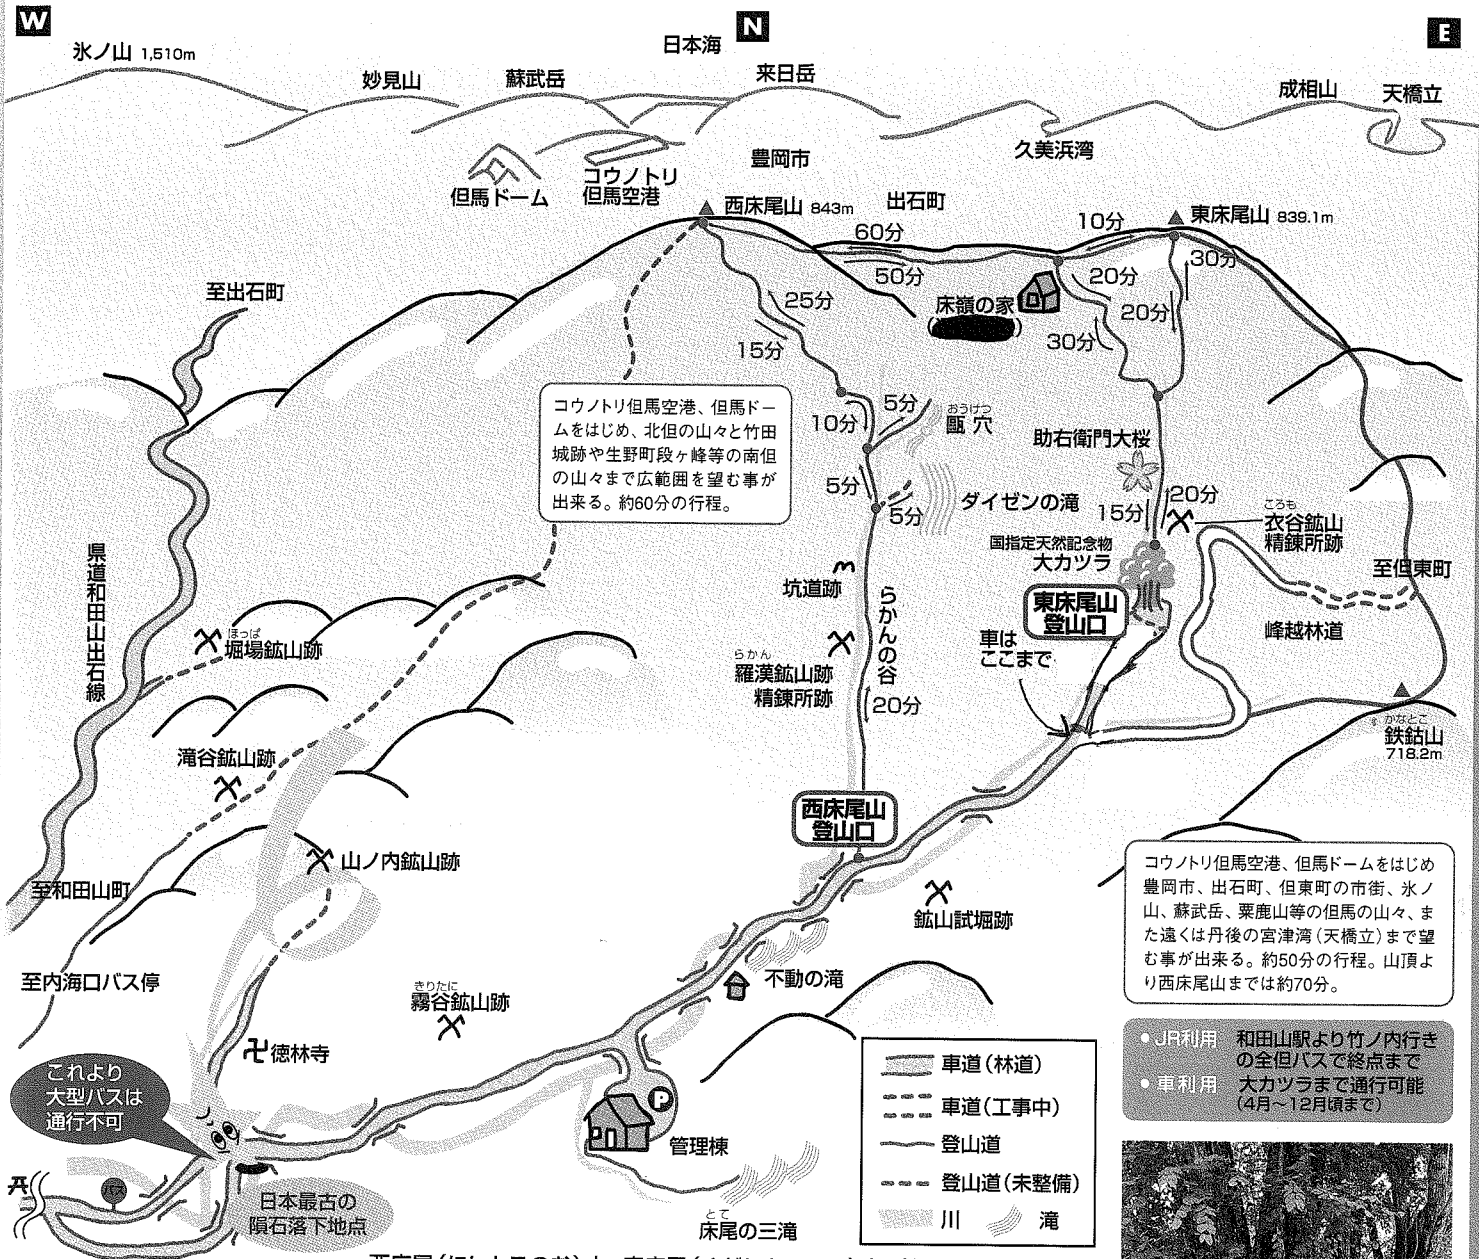 W
N
E
氷ノ山 1,510m
妙見山
蘇武岳
日本海
来日岳
成相山
天橋立
久美浜湾
豊岡市
但馬ドーム
コウノトリ
但馬空港
西床尾山 843m
出石町
東床尾山 839.1m
60分
50分
10分
30分
20分
20分
30分
床嶺の家
至出石町
25分
15分
コウノトリ但馬空港、但馬ドー
ムをはじめ、北但の山々と竹田
城跡や生野町段ヶ峰等の南但
の山々まで広範囲を望む事が
出来る。約60分の行程。
10分
5分
おうけつ
甌穴
5分
5分
ダイゼンの滝
助右衛門大桜
15分
20分
ころも
衣谷鉱山
精錬所跡
国指定天然記念物
大カツラ
至但東町
峰越林道
東床尾山
登山口
車は
ここまで
坑道跡
らかんの谷
らかん
羅漢鉱山跡
精錬所跡
20分
県道和田山出石線
ほっぱ
堀場鉱山跡
滝谷鉱山跡
かなとこ
鉄鈷山
718.2m
西床尾山
登山口
山ノ内鉱山跡
至和田山町
鉱山試堀跡
コウノトリ但馬空港、但馬ドームをはじめ
豊岡市、出石町、但東町の市街、氷ノ
山、蘇武岳、粟鹿山等の但馬の山々、ま
た遠くは丹後の宮津湾(天橋立)まで望
む事が出来る。約50分の行程。山頂よ
り西床尾山までは約70分。
至内海口バス停
きりたに
霧谷鉱山跡
不動の滝
卍徳林寺
これより
大型バスは
通行不可
P
管理棟
バス
日本最古の
隕石落下地点
とて
床尾の三滝
車道(林道)
車道(工事中)
登山道
登山道(未整備)
川
滝
●JR利用 和田山駅より竹ノ内行き
の全但バスで終点まで
●車利用 大カツラまで通行可能
(4月〜12月頃まで)